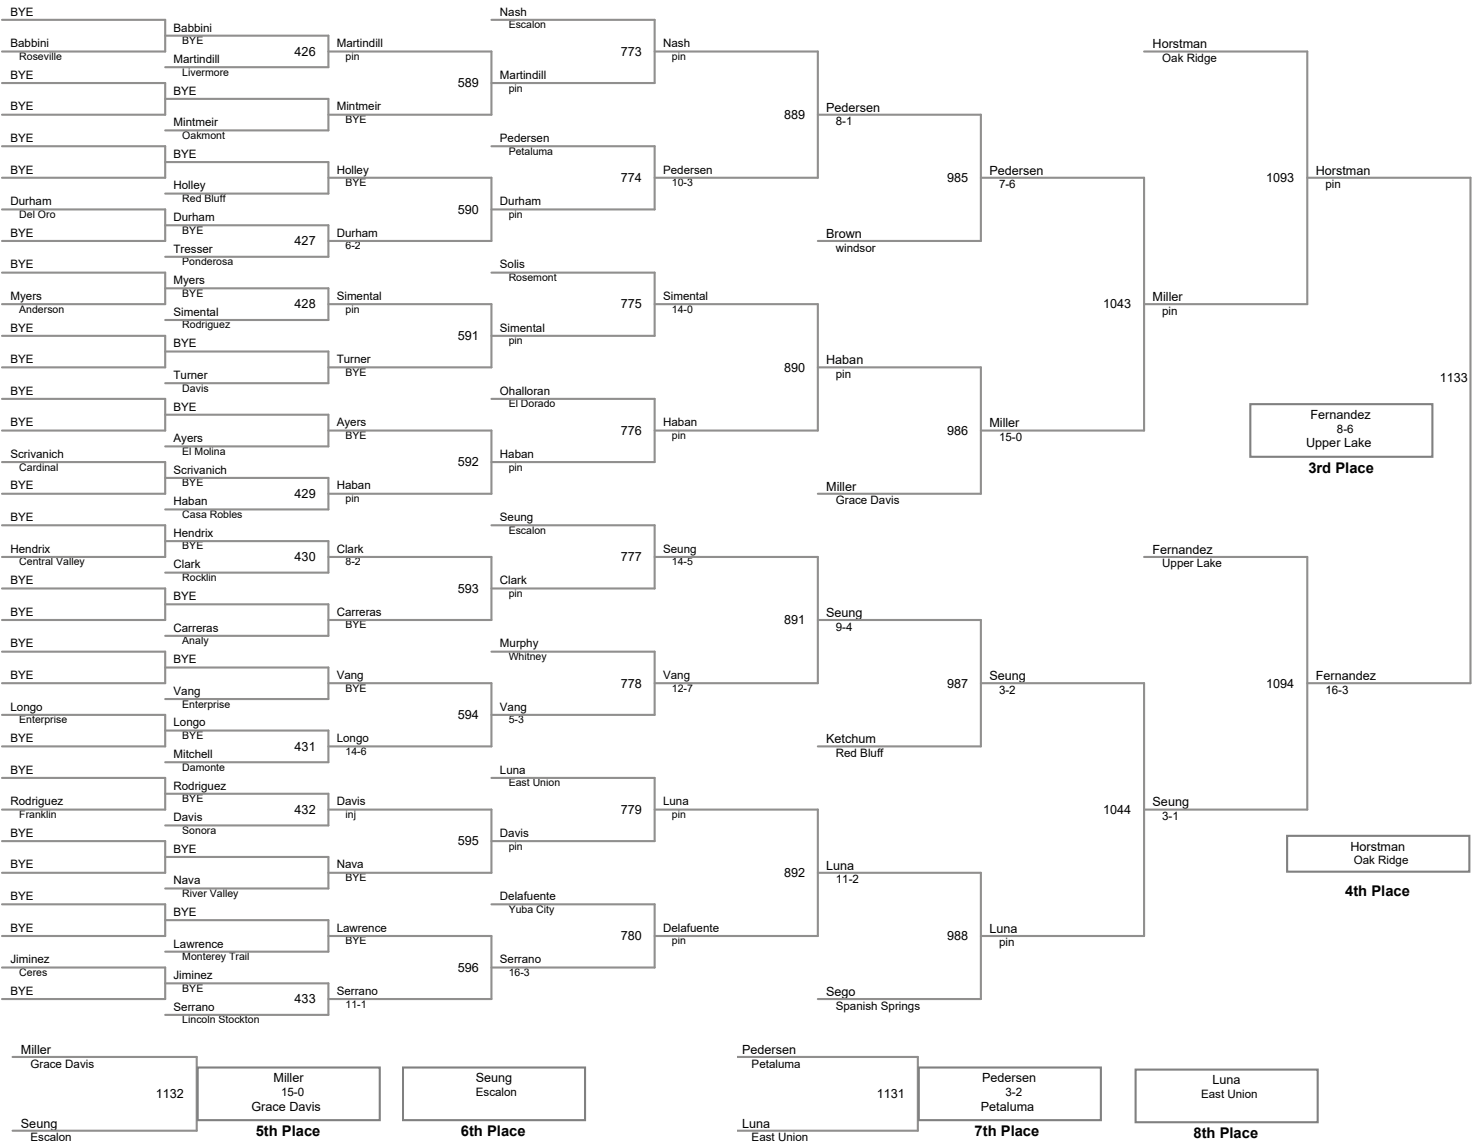 BYE
Babbini
Roseville
BYE
BYE
BYE
BYE
Durham
Del Oro
BYE
BYE
Myers
Anderson
BYE
BYE
BYE
BYE
Scrivanich
Cardinal
BYE
BYE
Hendrix
Central Valley
BYE
BYE
BYE
BYE
Longo
Enterprise
BYE
BYE
Rodriguez
Franklin
BYE
BYE
BYE
BYE
Jiminez
Ceres
BYE
Babbini
BYE
426
Martindill
Livermore
BYE
Mintmeir
Oakmont
BYE
Holley
Red Bluff
Durham
BYE
427
Tresser
Ponderosa
Myers
BYE
428
Simental
Rodriguez
BYE
Turner
Davis
BYE
Ayers
El Molina
Scrivanich
BYE
429
Haban
Casa Robles
Hendrix
BYE
430
Clark
Rocklin
BYE
Carreras
Analy
BYE
Vang
Enterprise
Longo
BYE
431
Mitchell
Damonte
Rodriguez
BYE
432
Davis
Sonora
BYE
Nava
River Valley
BYE
Lawrence
Monterey Trail
Jiminez
BYE
433
Serrano
Lincoln Stockton
Martindill
pin
589
Mintmeir
BYE
Holley
BYE
590
Durham
6-2
Simental
pin
591
Turner
BYE
Ayers
BYE
592
Haban
pin
Clark
8-2
593
Carreras
BYE
Vang
BYE
594
Longo
14-6
Davis
inj
595
Nava
BYE
Lawrence
BYE
596
Serrano
11-1
Nash
Escalon
773
Martindill
pin
Pedersen
Petaluma
774
Durham
pin
Solis
Rosemont
775
Simental
pin
Ohalloran
El Dorado
776
Haban
pin
Seung
Escalon
777
Clark
pin
Murphy
Whitney
778
Vang
5-3
Luna
East Union
779
Davis
pin
Delafuente
Yuba City
780
Serrano
16-3
Nash
pin
889
Pedersen
10-3
Simental
14-0
890
Haban
pin
Seung
14-5
891
Vang
12-7
Luna
pin
892
Delafuente
pin
Pedersen
8-1
985
Brown
windsor
Haban
pin
986
Miller
Grace Davis
Seung
9-4
987
Ketchum
Red Bluff
Luna
11-2
988
Sego
Spanish Springs
Pedersen
7-6
1043
Miller
15-0
Seung
3-2
1044
Luna
pin
Horstman
Oak Ridge
1093
Miller
pin
Fernandez
Upper Lake
1094
Seung
3-1
Horstman
pin
1133
Fernandez
16-3
Fernandez
8-6
Upper Lake
3rd Place
Horstman
Oak Ridge
4th Place
Miller
Grace Davis
1132
Seung
Escalon
Miller
15-0
Grace Davis
5th Place
Seung
Escalon
6th Place
Pedersen
Petaluma
1131
Luna
East Union
Pedersen
3-2
Petaluma
7th Place
Luna
East Union
8th Place